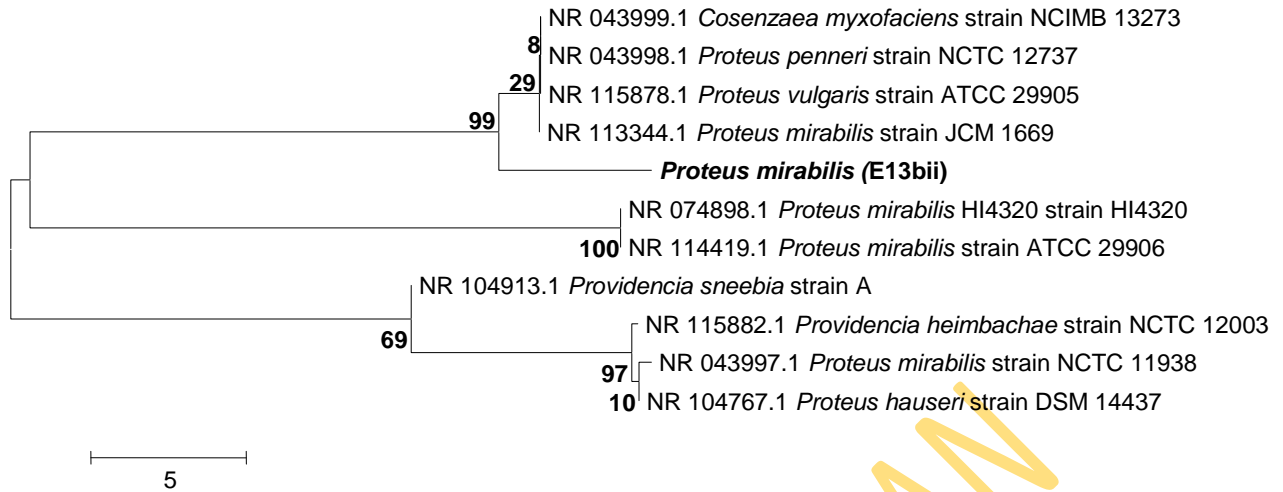 NR 043999.1 Cosenzaea myxofaciens strain NCIMB 13273
8
NR 043998.1 Proteus penneri strain NCTC 12737
29
NR 115878.1 Proteus vulgaris strain ATCC 29905
99
NR 113344.1 Proteus mirabilis strain JCM 1669
Proteus mirabilis (E13bii)
NR 074898.1 Proteus mirabilis HI4320 strain HI4320
100 NR 114419.1 Proteus mirabilis strain ATCC 29906
NR 104913.1 Providencia sneebia strain A
69
NR 115882.1 Providencia heimbachae strain NCTC 12003
NR 043997.1 Proteus mirabilis strain NCTC 11938
97
10 NR 104767.1 Proteus hauseri strain DSM 14437
5